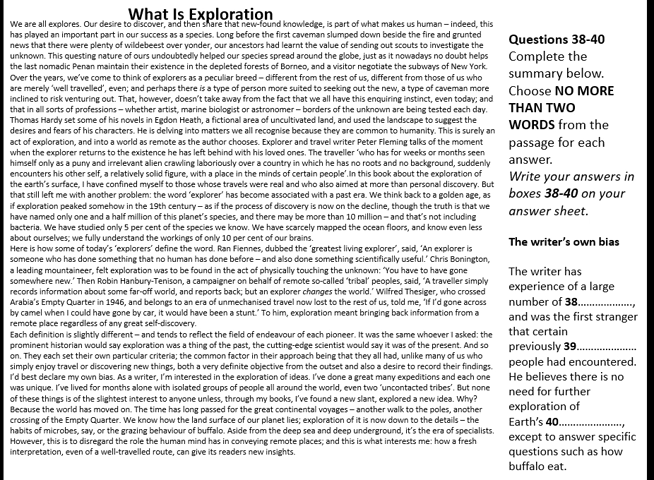 What Is Exploration
We are all explores. Our desire to discover, and then share that new-found knowledge, is part of what makes us human – indeed, this
has played an important part in our success as a species. Long before the first caveman slumped down beside the fire and grunted
news that there were plenty of wildebeest over yonder, our ancestors had learnt the value of sending out scouts to investigate the
unknown. This questing nature of ours undoubtedly helped our species spread around the globe, just as it nowadays no doubt helps
the last nomadic Penan maintain their existence in the depleted forests of Borneo, and a visitor negotiate the subways of New York.
Over the years, we've come to think of explorers as a peculiar breed – different from the rest of us, different from those of us who
are merely 'well travelled', even; and perhaps there is a type of person more suited to seeking out the new, a type of caveman more
inclined to risk venturing out. That, however, doesn't take away from the fact that we all have this enquiring instinct, even today; and
that in all sorts of professions – whether artist, marine biologist or astronomer – borders of the unknown are being tested each day.
Thomas Hardy set some of his novels in Egdon Heath, a fictional area of uncultivated land, and used the landscape to suggest the
desires and fears of his characters. He is delving into matters we all recognise because they are common to humanity. This is surely an
act of exploration, and into a world as remote as the author chooses. Explorer and travel writer Peter Fleming talks of the moment
when the explorer returns to the existence he has left behind with his loved ones. The traveller 'who has for weeks or months seen
himself only as a puny and irrelevant alien crawling laboriously over a country in which he has no roots and no background, suddenly
encounters his other self, a relatively solid figure, with a place in the minds of certain people'.In this book about the exploration of
the earth's surface, I have confined myself to those whose travels were real and who also aimed at more than personal discovery. But
that still left me with another problem: the word 'explorer' has become associated with a past era. We think back to a golden age, as
if exploration peaked somehow in the 19th century – as if the process of discovery is now on the decline, though the truth is that we
have named only one and a half million of this planet's species, and there may be more than 10 million – and that's not including
bacteria. We have studied only 5 per cent of the species we know. We have scarcely mapped the ocean floors, and know even less
about ourselves; we fully understand the workings of only 10 per cent of our brains.
Here is how some of today's 'explorers' define the word. Ran Fiennes, dubbed the 'greatest living explorer', said, 'An explorer is
someone who has done something that no human has done before – and also done something scientifically useful.' Chris Bonington,
a leading mountaineer, felt exploration was to be found in the act of physically touching the unknown: 'You have to have gone
somewhere new.' Then Robin Hanbury-Tenison, a campaigner on behalf of remote so-called 'tribal' peoples, said, 'A traveller simply
records information about some far-off world, and reports back; but an explorer changes the world.' Wilfred Thesiger, who crossed
Arabia's Empty Quarter in 1946, and belongs to an era of unmechanised travel now lost to the rest of us, told me, 'If I'd gone across
by camel when I could have gone by car, it would have been a stunt.' To him, exploration meant bringing back information from a
remote place regardless of any great self-discovery.
Each definition is slightly different – and tends to reflect the field of endeavour of each pioneer. It was the same whoever I asked: the
prominent historian would say exploration was a thing of the past, the cutting-edge scientist would say it was of the present. And so
on. They each set their own particular criteria; the common factor in their approach being that they all had, unlike many of us who
simply enjoy travel or discovering new things, both a very definite objective from the outset and also a desire to record their findings.
I'd best declare my own bias. As a writer, I'm interested in the exploration of ideas. I've done a great many expeditions and each one
was unique. I've lived for months alone with isolated groups of people all around the world, even two 'uncontacted tribes'. But none
of these things is of the slightest interest to anyone unless, through my books, I've found a new slant, explored a new idea. Why?
Because the world has moved on. The time has long passed for the great continental voyages – another walk to the poles, another
crossing of the Empty Quarter. We know how the land surface of our planet lies; exploration of it is now down to the details – the
habits of microbes, say, or the grazing behaviour of buffalo. Aside from the deep sea and deep underground, it's the era of specialists.
However, this is to disregard the role the human mind has in conveying remote places; and this is what interests me: how a fresh
interpretation, even of a well-travelled route, can give its readers new insights.
Questions 38-40
Complete the
summary below.
Choose NO MORE
THAN TWO
WORDS from the
passage for each
answer.
Write your answers in
boxes 38-40 on your
answer sheet.
The writer's own bias
The writer has
experience of a large
number of 38................,
and was the first stranger
that certain
previously 39.................
people had encountered.
He believes there is no
need for further
exploration of
Earth's 40...................,
except to answer specific
questions such as how
buffalo eat.